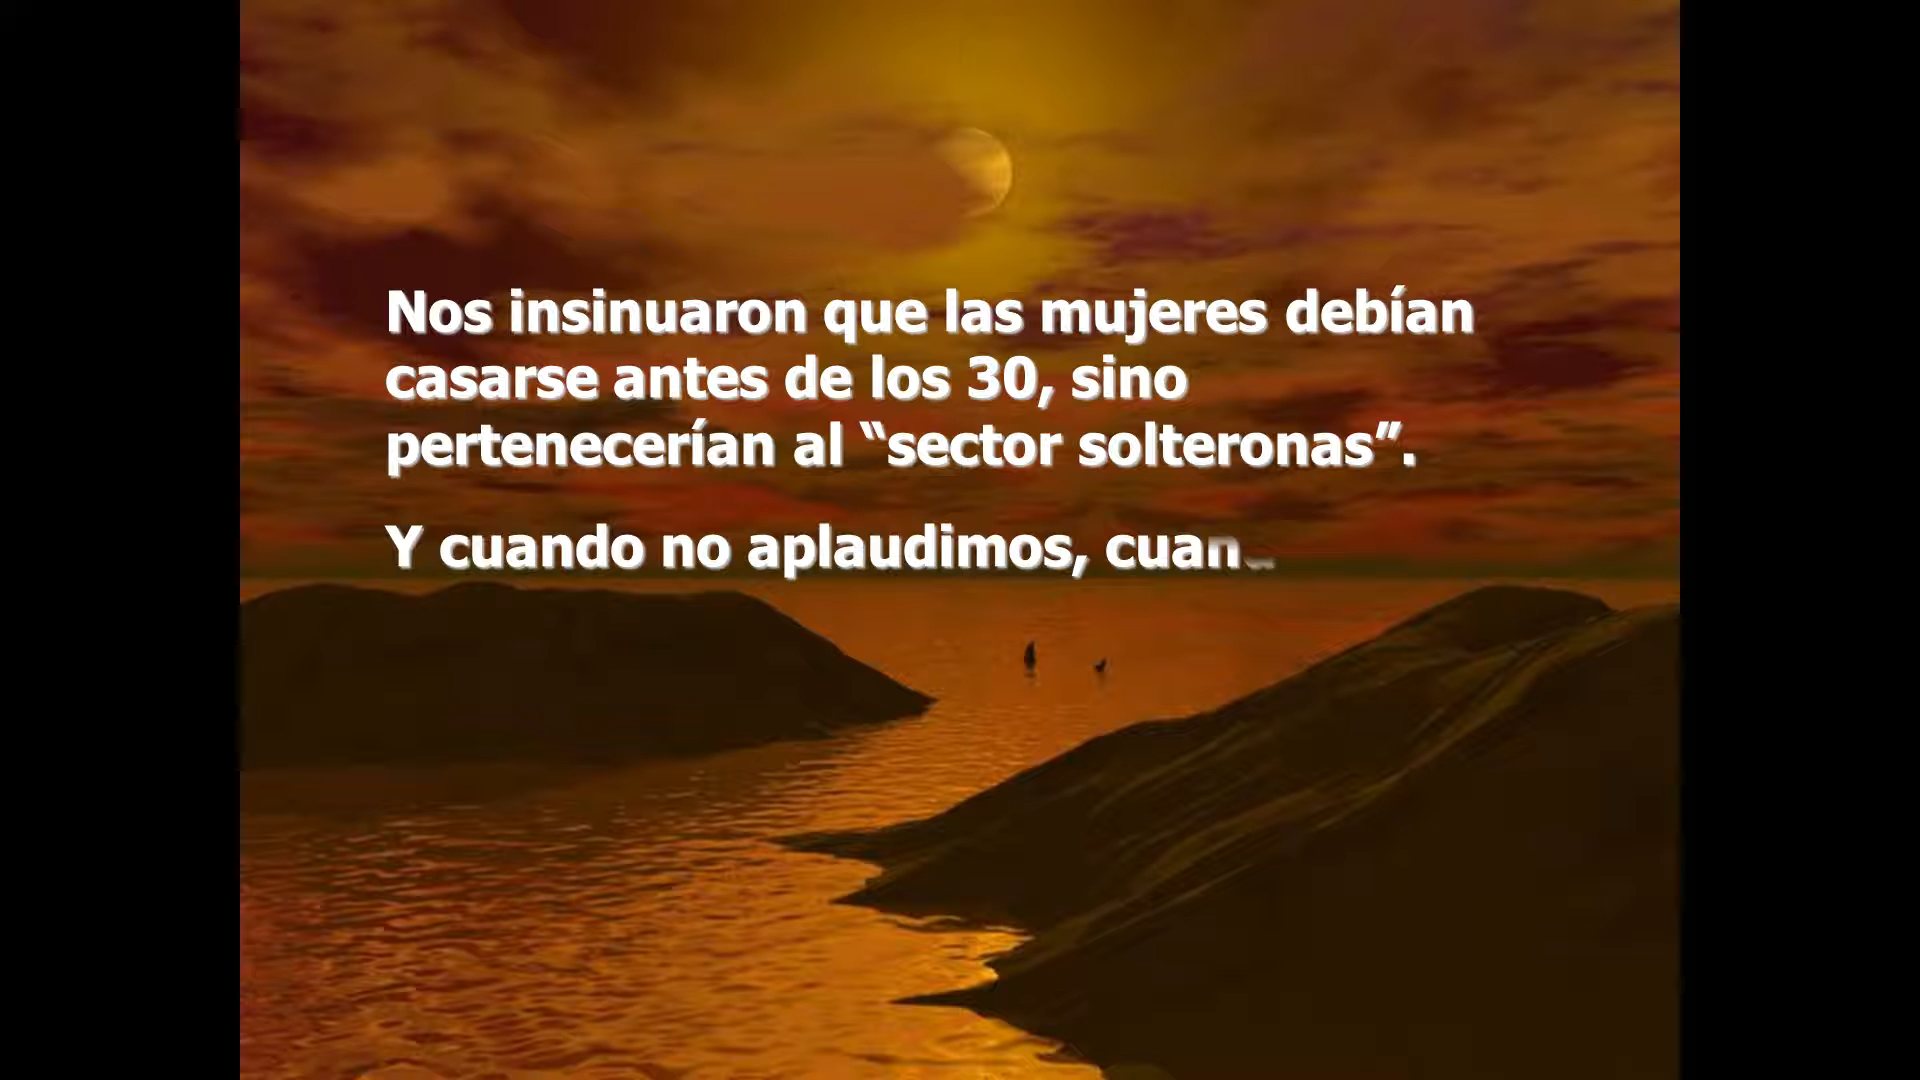 Nos insinuaron que las mujeres debían
casarse antes de los 30, sino
pertenecerían al “sector solteronas”.
Y cuando no aplaudimos, cuan